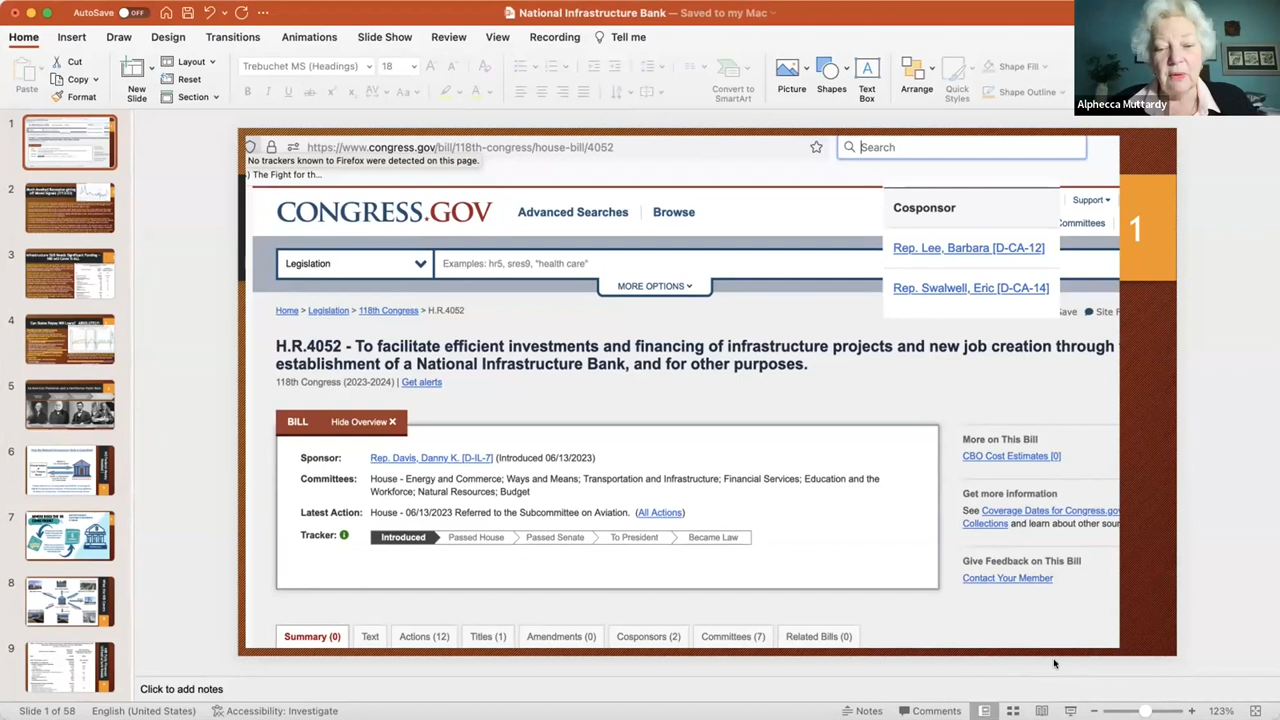 AutoSave OFF
National Infrastructure Bank — Saved to my Mac
Home Insert Draw Design Transitions Animations Slide Show Review View Recording Tell me
Paste
Cut
Copy
Format
New Slide
Layout
Reset
Section
Trebuchet MS (Headings) 18
Convert to SmartArt
Picture
Shapes
Text Box
Arrange
Quick Styles
Shape Fill
Shape Outline
Alphecca Muttardy
1
2
3
4
5
6
7
8
9
https://www.congress.gov/bill/118th-congress/house-bill/4052
Search
No trackers known to Firefox were detected on this page.
) The Fight for th...
CONGRESS.GOV
Advanced Searches Browse
Cosponsor
Rep. Lee, Barbara [D-CA-12]
Rep. Swalwell, Eric [D-CA-14]
Support
Committees
1
Legislation
Examples: hr5, sres9, "health care"
MORE OPTIONS
Home > Legislation > 118th Congress > H.R.4052
ave Site F
H.R.4052 - To facilitate efficient investments and financing of infrastructure projects and new job creation through
establishment of a National Infrastructure Bank, and for other purposes.
118th Congress (2023-2024) | Get alerts
BILL Hide Overview ×
Sponsor: Rep. Davis, Danny K. [D-IL-7] (Introduced 06/13/2023)
Committees: House - Energy and Commerce; Ways and Means; Transportation and Infrastructure; Financial Services; Education and the
Workforce; Natural Resources; Budget
Latest Action: House - 06/13/2023 Referred to the Subcommittee on Aviation. (All Actions)
Tracker: Introduced Passed House Passed Senate To President Became Law
More on This Bill
CBO Cost Estimates [0]
Get more information
See Coverage Dates for Congress.gov
Collections and learn about other sour
Give Feedback on This Bill
Contact Your Member
Summary (0) Text Actions (12) Titles (1) Amendments (0) Cosponsors (2) Committees (7) Related Bills (0)
Click to add notes
Slide 1 of 58 English (United States) Accessibility: Investigate Notes Comments 123%